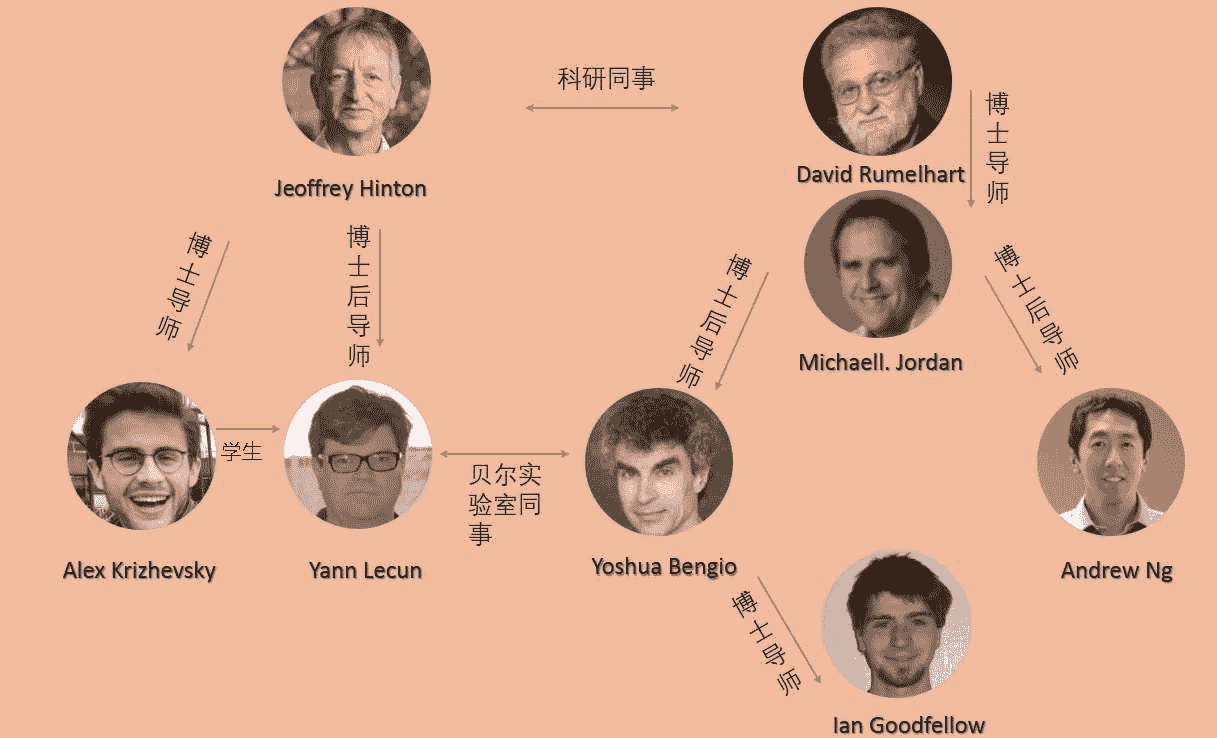 科研同事
博士导师
David Rumelhart
Jeoffrey Hinton
博士导师
博士后导师
博士后导师
博士后导师
Michaell. Jordan
学生
贝尔实
验室同
事
Alex Krizhevsky
Yann Lecun
Yoshua Bengio
Andrew Ng
博士导师
Ian Goodfellow